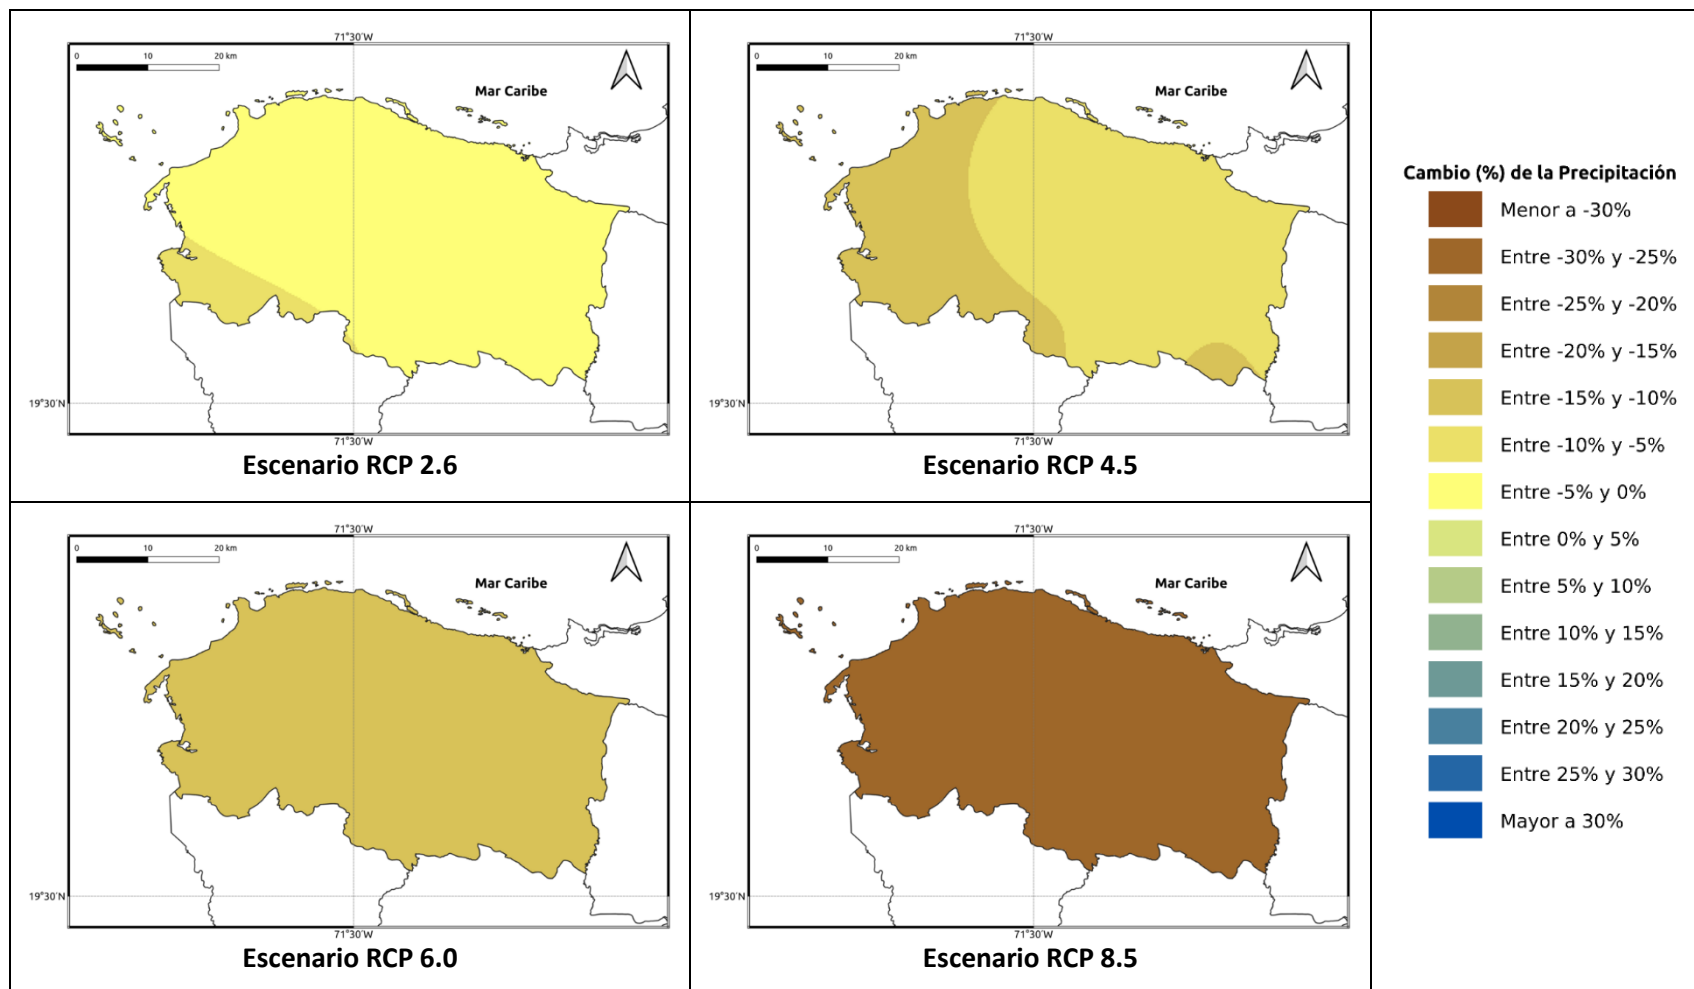 71°30'W
0 10 20 km
Mar Caribe
19°30'N
71°30'W
Escenario RCP 2.6
71°30'W
0 10 20 km
Mar Caribe
19°30'N
71°30'W
Escenario RCP 4.5
71°30'W
0 10 20 km
Mar Caribe
19°30'N
71°30'W
Escenario RCP 6.0
71°30'W
0 10 20 km
Mar Caribe
19°30'N
71°30'W
Escenario RCP 8.5
Cambio (%) de la Precipitación
Menor a -30%
Entre -30% y -25%
Entre -25% y -20%
Entre -20% y -15%
Entre -15% y -10%
Entre -10% y -5%
Entre -5% y 0%
Entre 0% y 5%
Entre 5% y 10%
Entre 10% y 15%
Entre 15% y 20%
Entre 20% y 25%
Entre 25% y 30%
Mayor a 30%